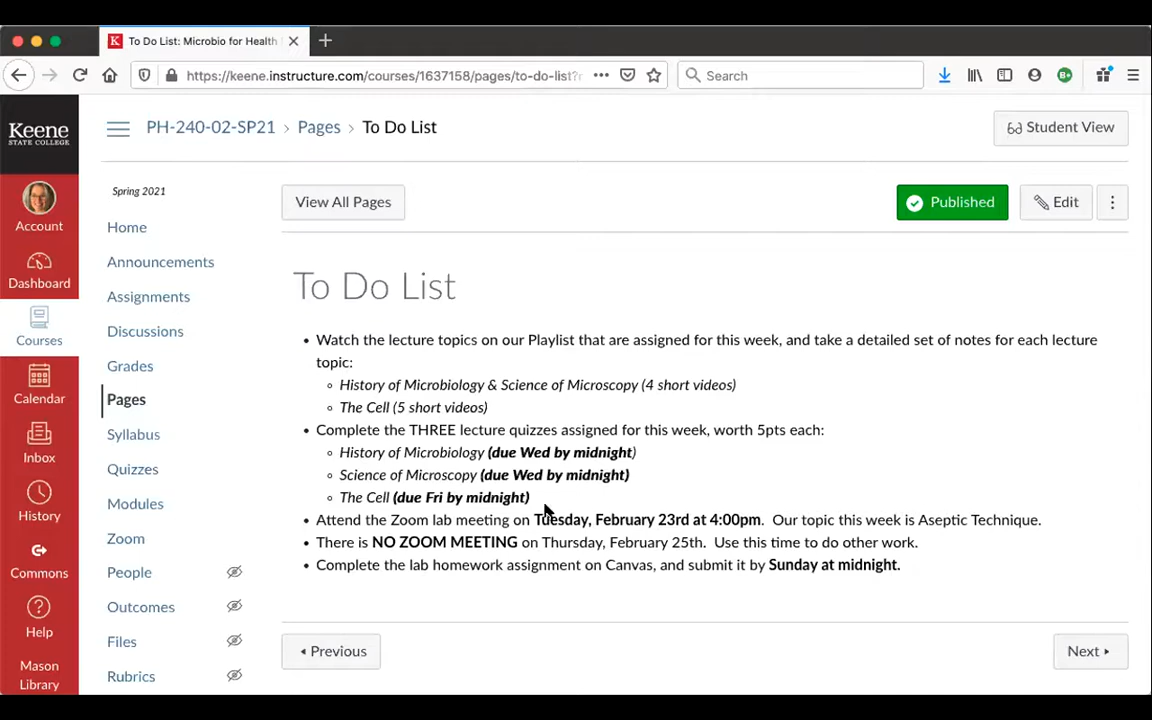 To Do List: Microbio for Health
https://keene.instructure.com/courses/1637158/pages/to-do-list?
Search
Keene
STATE COLLEGE
PH-240-02-SP21 › Pages › To Do List
Student View
Account
Dashboard
Courses
Calendar
Inbox
History
Commons
Help
Mason
Library
Spring 2021
Home
Announcements
Assignments
Discussions
Grades
Pages
Syllabus
Quizzes
Modules
Zoom
People
Outcomes
Files
Rubrics
View All Pages
Published
Edit
To Do List
• Watch the lecture topics on our Playlist that are assigned for this week, and take a detailed set of notes for each lecture
topic:
◦ History of Microbiology & Science of Microscopy (4 short videos)
◦ The Cell (5 short videos)
• Complete the THREE lecture quizzes assigned for this week, worth 5pts each:
◦ History of Microbiology (due Wed by midnight)
◦ Science of Microscopy (due Wed by midnight)
◦ The Cell (due Fri by midnight)
• Attend the Zoom lab meeting on Tuesday, February 23rd at 4:00pm. Our topic this week is Aseptic Technique.
• There is NO ZOOM MEETING on Thursday, February 25th. Use this time to do other work.
• Complete the lab homework assignment on Canvas, and submit it by Sunday at midnight.
Previous
Next